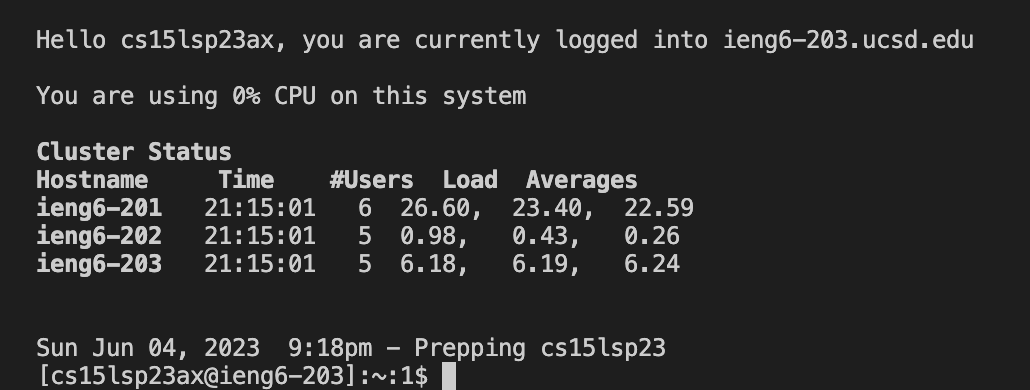 Hello cs15lsp23ax, you are currently logged into ieng6-203.ucsd.edu
You are using 0% CPU on this system
Cluster Status
Hostname     Time    #Users  Load  Averages
ieng6-201   21:15:01   6  26.60,  23.40,  22.59
ieng6-202   21:15:01   5  0.98,   0.43,   0.26
ieng6-203   21:15:01   5  6.18,   6.19,   6.24
Sun Jun 04, 2023  9:18pm - Prepping cs15lsp23
[cs15lsp23ax@ieng6-203]:~:1$